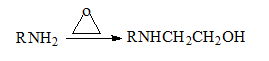 O
RNH₂ → RNHCH₂CH₂OH